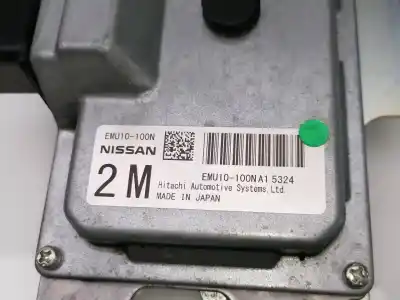 EMU10-100N
NISSAN
EMU10-100NA1 5324
2M
Hitachi Automotive Systems,Ltd.
MADE IN JAPAN